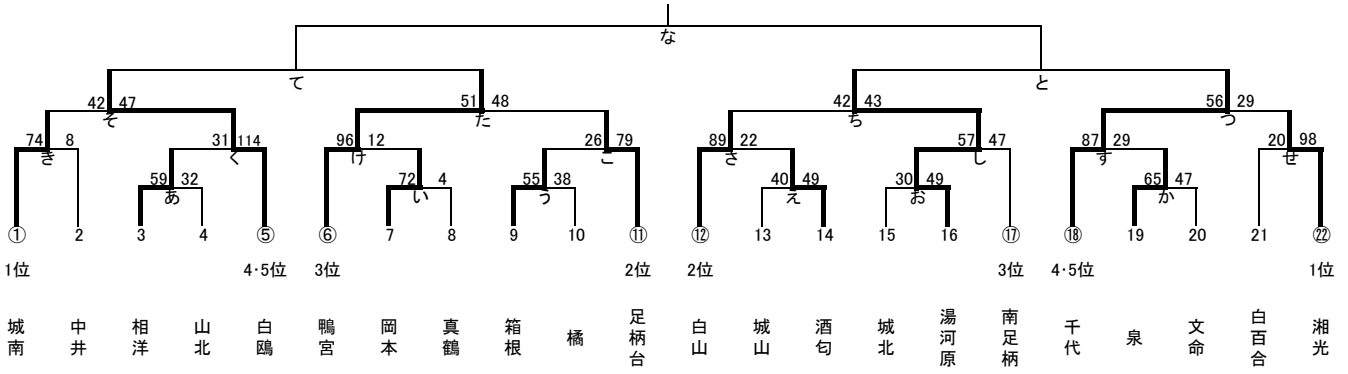 な
て と
42 47 51 48 42 43 56 29
そ た ち つ
74 8 31 114 96 12 26 79 89 22 57 47 87 29 20 98
き く け こ さ し す せ
59 32 72 4 55 38 40 49 30 49 65 47
あ い う え お か
① 2 3 4 ⑤ ⑥ 7 8 9 10 ⑪ ⑫ 13 14 15 16 ⑰ ⑱ 19 20 21 ㉒
1位 4・5位 3位 2位 2位 3位 4・5位 1位
城南 中井 相洋 山北 白鴎 鴨宮 岡本 真鶴 箱根 橘 足柄台 白山 城山 酒匂 城北 湯河原 南足柄 千代 泉 文命 白百合 湘光